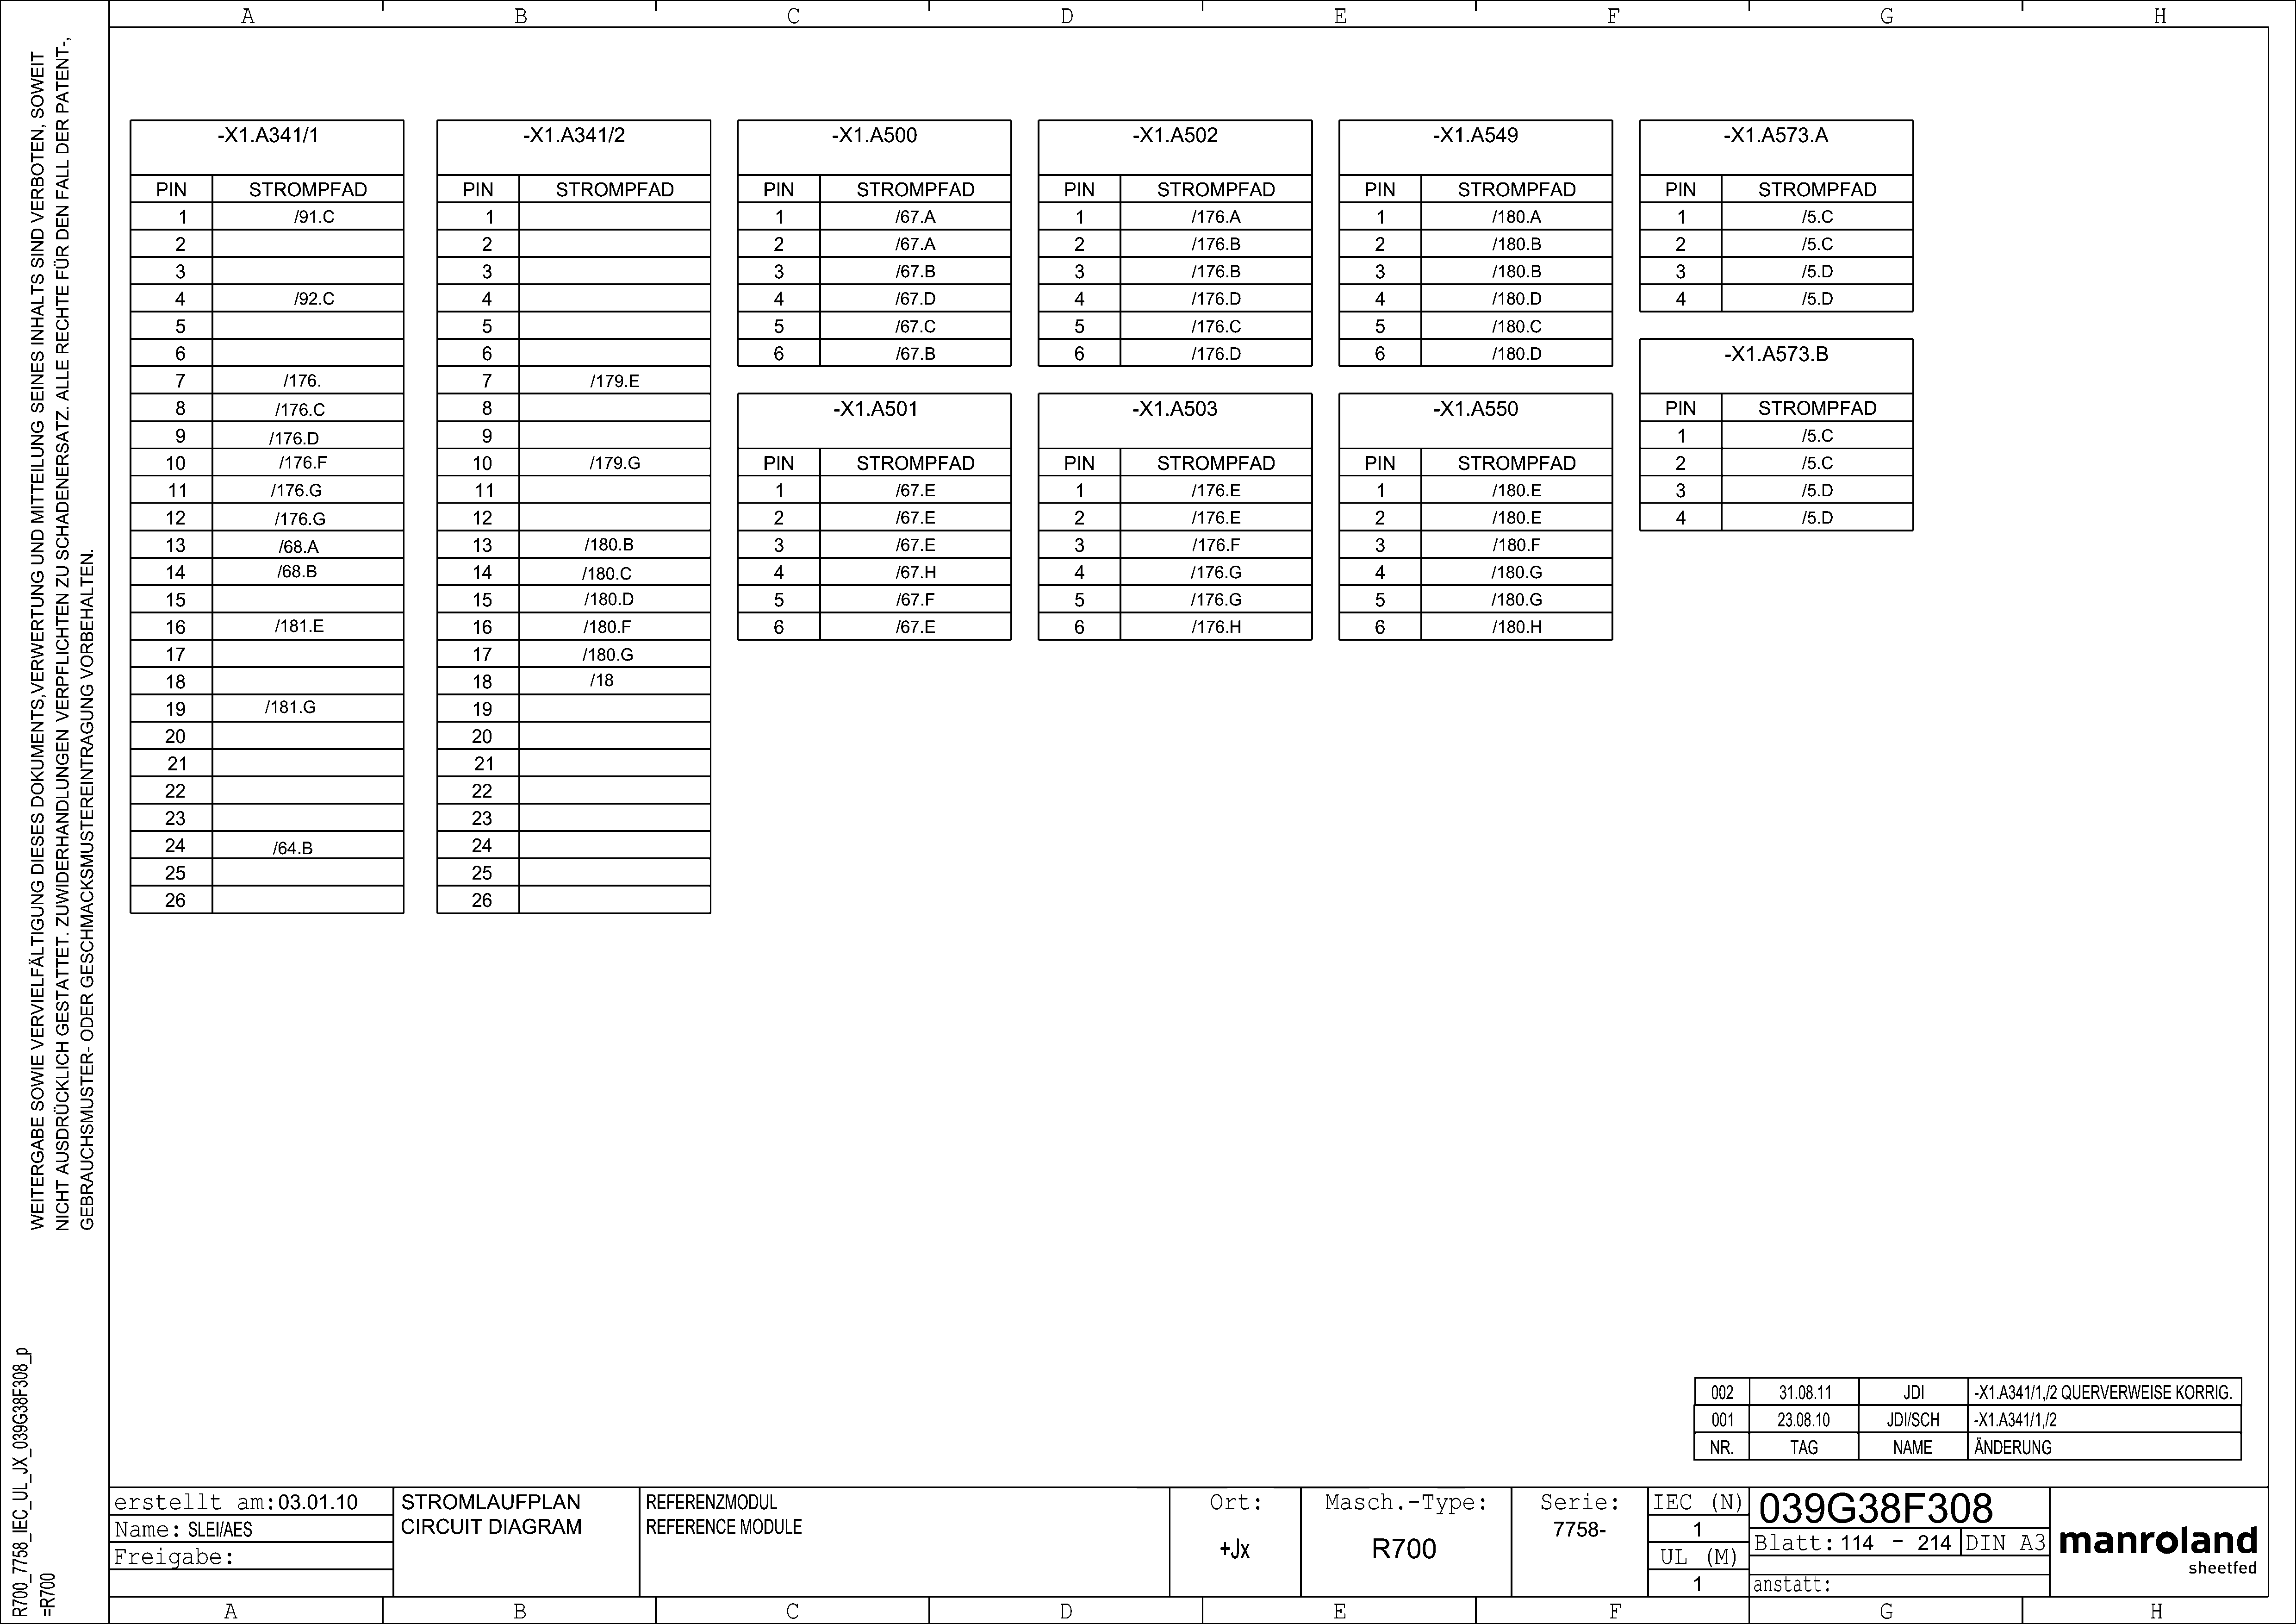 A B C D E F G H
WEITERGABE SOWIE VERVIELFÄLTIGUNG DIESES DOKUMENTS,VERWERTUNG UND MITTEILUNG SEINES INHALTS SIND VERBOTEN, SOWEIT
NICHT AUSDRÜCKLICH GESTATTET. ZUWIDERHANDLUNGEN VERPFLICHTEN ZU SCHADENERSATZ. ALLE RECHTE FÜR DEN FALL DER PATENT-,
GEBRAUCHSMUSTER- ODER GESCHMACKSMUSTEREINTRAGUNG VORBEHALTEN.
R700_7758_IEC_UL_JX_039G38F308_p
=R700
-X1.A341/1
PIN STROMPFAD
1 /91.C
2
3
4 /92.C
5
6
7 /176.
8 /176.C
9 /176.D
10 /176.F
11 /176.G
12 /176.G
13 /68.A
14 /68.B
15
16 /181.E
17
18
19 /181.G
20
21
22
23
24 /64.B
25
26
-X1.A341/2
PIN STROMPFAD
1
2
3
4
5
6
7 /179.E
8
9
10 /179.G
11
12
13 /180.B
14 /180.C
15 /180.D
16 /180.F
17 /180.G
18 /18
19
20
21
22
23
24
25
26
-X1.A500
PIN STROMPFAD
1 /67.A
2 /67.A
3 /67.B
4 /67.D
5 /67.C
6 /67.B
-X1.A501
PIN STROMPFAD
1 /67.E
2 /67.E
3 /67.E
4 /67.H
5 /67.F
6 /67.E
-X1.A502
PIN STROMPFAD
1 /176.A
2 /176.B
3 /176.B
4 /176.D
5 /176.C
6 /176.D
-X1.A503
PIN STROMPFAD
1 /176.E
2 /176.E
3 /176.F
4 /176.G
5 /176.G
6 /176.H
-X1.A549
PIN STROMPFAD
1 /180.A
2 /180.B
3 /180.B
4 /180.D
5 /180.C
6 /180.D
-X1.A550
PIN STROMPFAD
1 /180.E
2 /180.E
3 /180.F
4 /180.G
5 /180.G
6 /180.H
-X1.A573.A
PIN STROMPFAD
1 /5.C
2 /5.C
3 /5.D
4 /5.D
-X1.A573.B
PIN STROMPFAD
1 /5.C
2 /5.C
3 /5.D
4 /5.D
002 31.08.11 JDI -X1.A341/1,/2 QUERVERWEISE KORRIG.
001 23.08.10 JDI/SCH -X1.A341/1,/2
NR. TAG NAME ÄNDERUNG
erstellt am: 03.01.10
Name: SLEI/AES
Freigabe:
STROMLAUFPLAN
CIRCUIT DIAGRAM
REFERENZMODUL
REFERENCE MODULE
Ort:
+Jx
Masch.-Type:
R700
Serie:
7758-
IEC (N)
1
UL (M)
1
039G38F308
Blatt: 114 - 214 DIN A3
anstatt:
manroland
sheetfed
A B C D E F G H